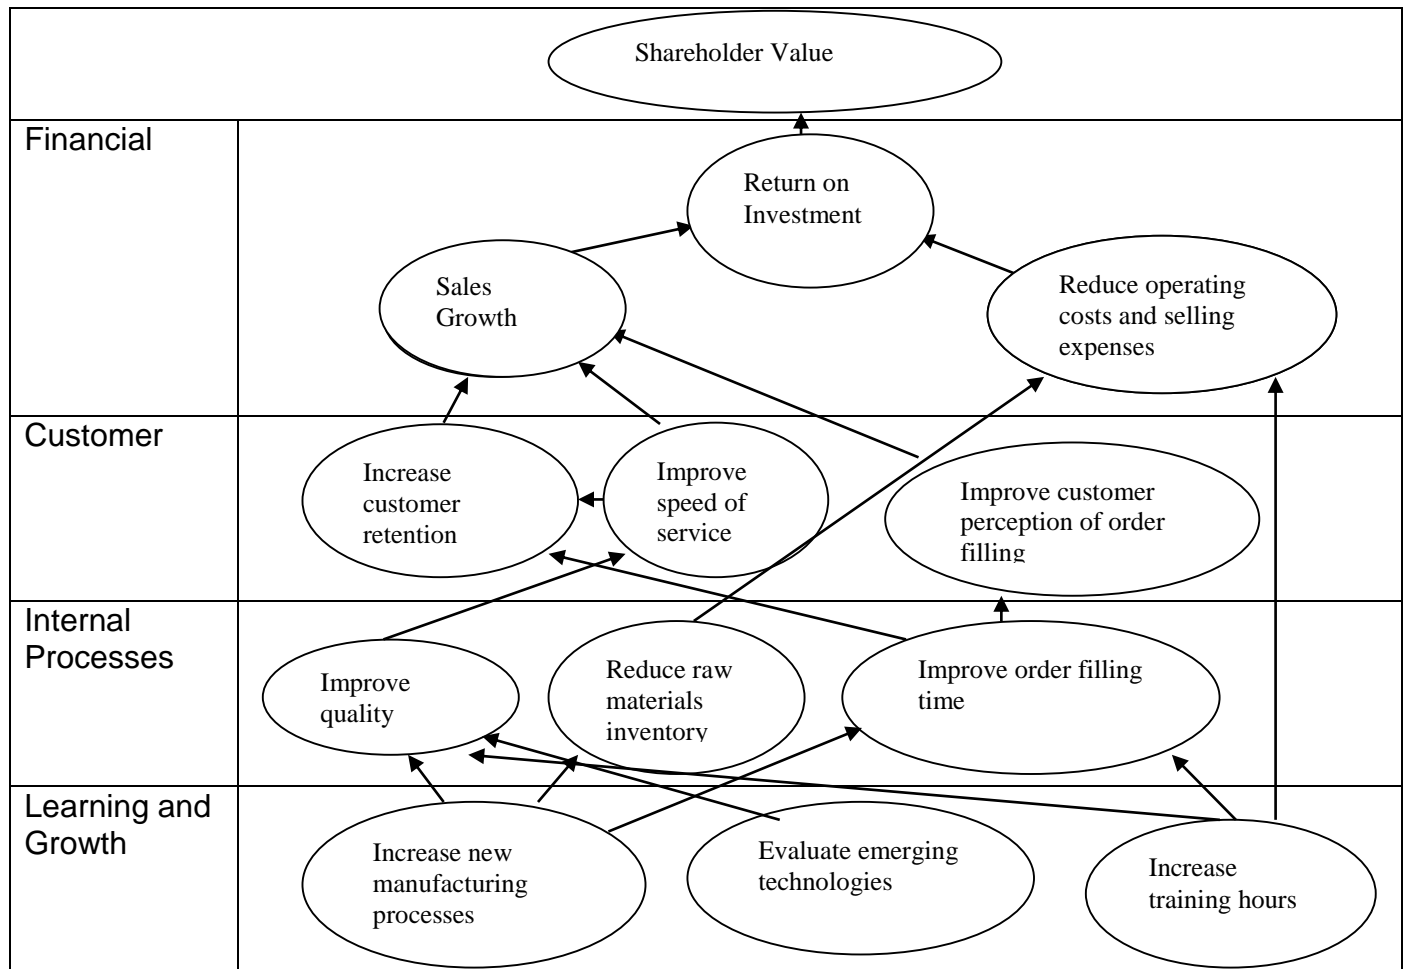 Shareholder Value
Financial
Return on
Investment
Sales
Growth
Reduce operating
costs and selling
expenses
Customer
Increase
customer
retention
Improve
speed of
service
Improve customer
perception of order
filling
Internal
Processes
Improve
quality
Reduce raw
materials
inventory
Improve order filling
time
Learning and
Growth
Increase new
manufacturing
processes
Evaluate emerging
technologies
Increase
training hours